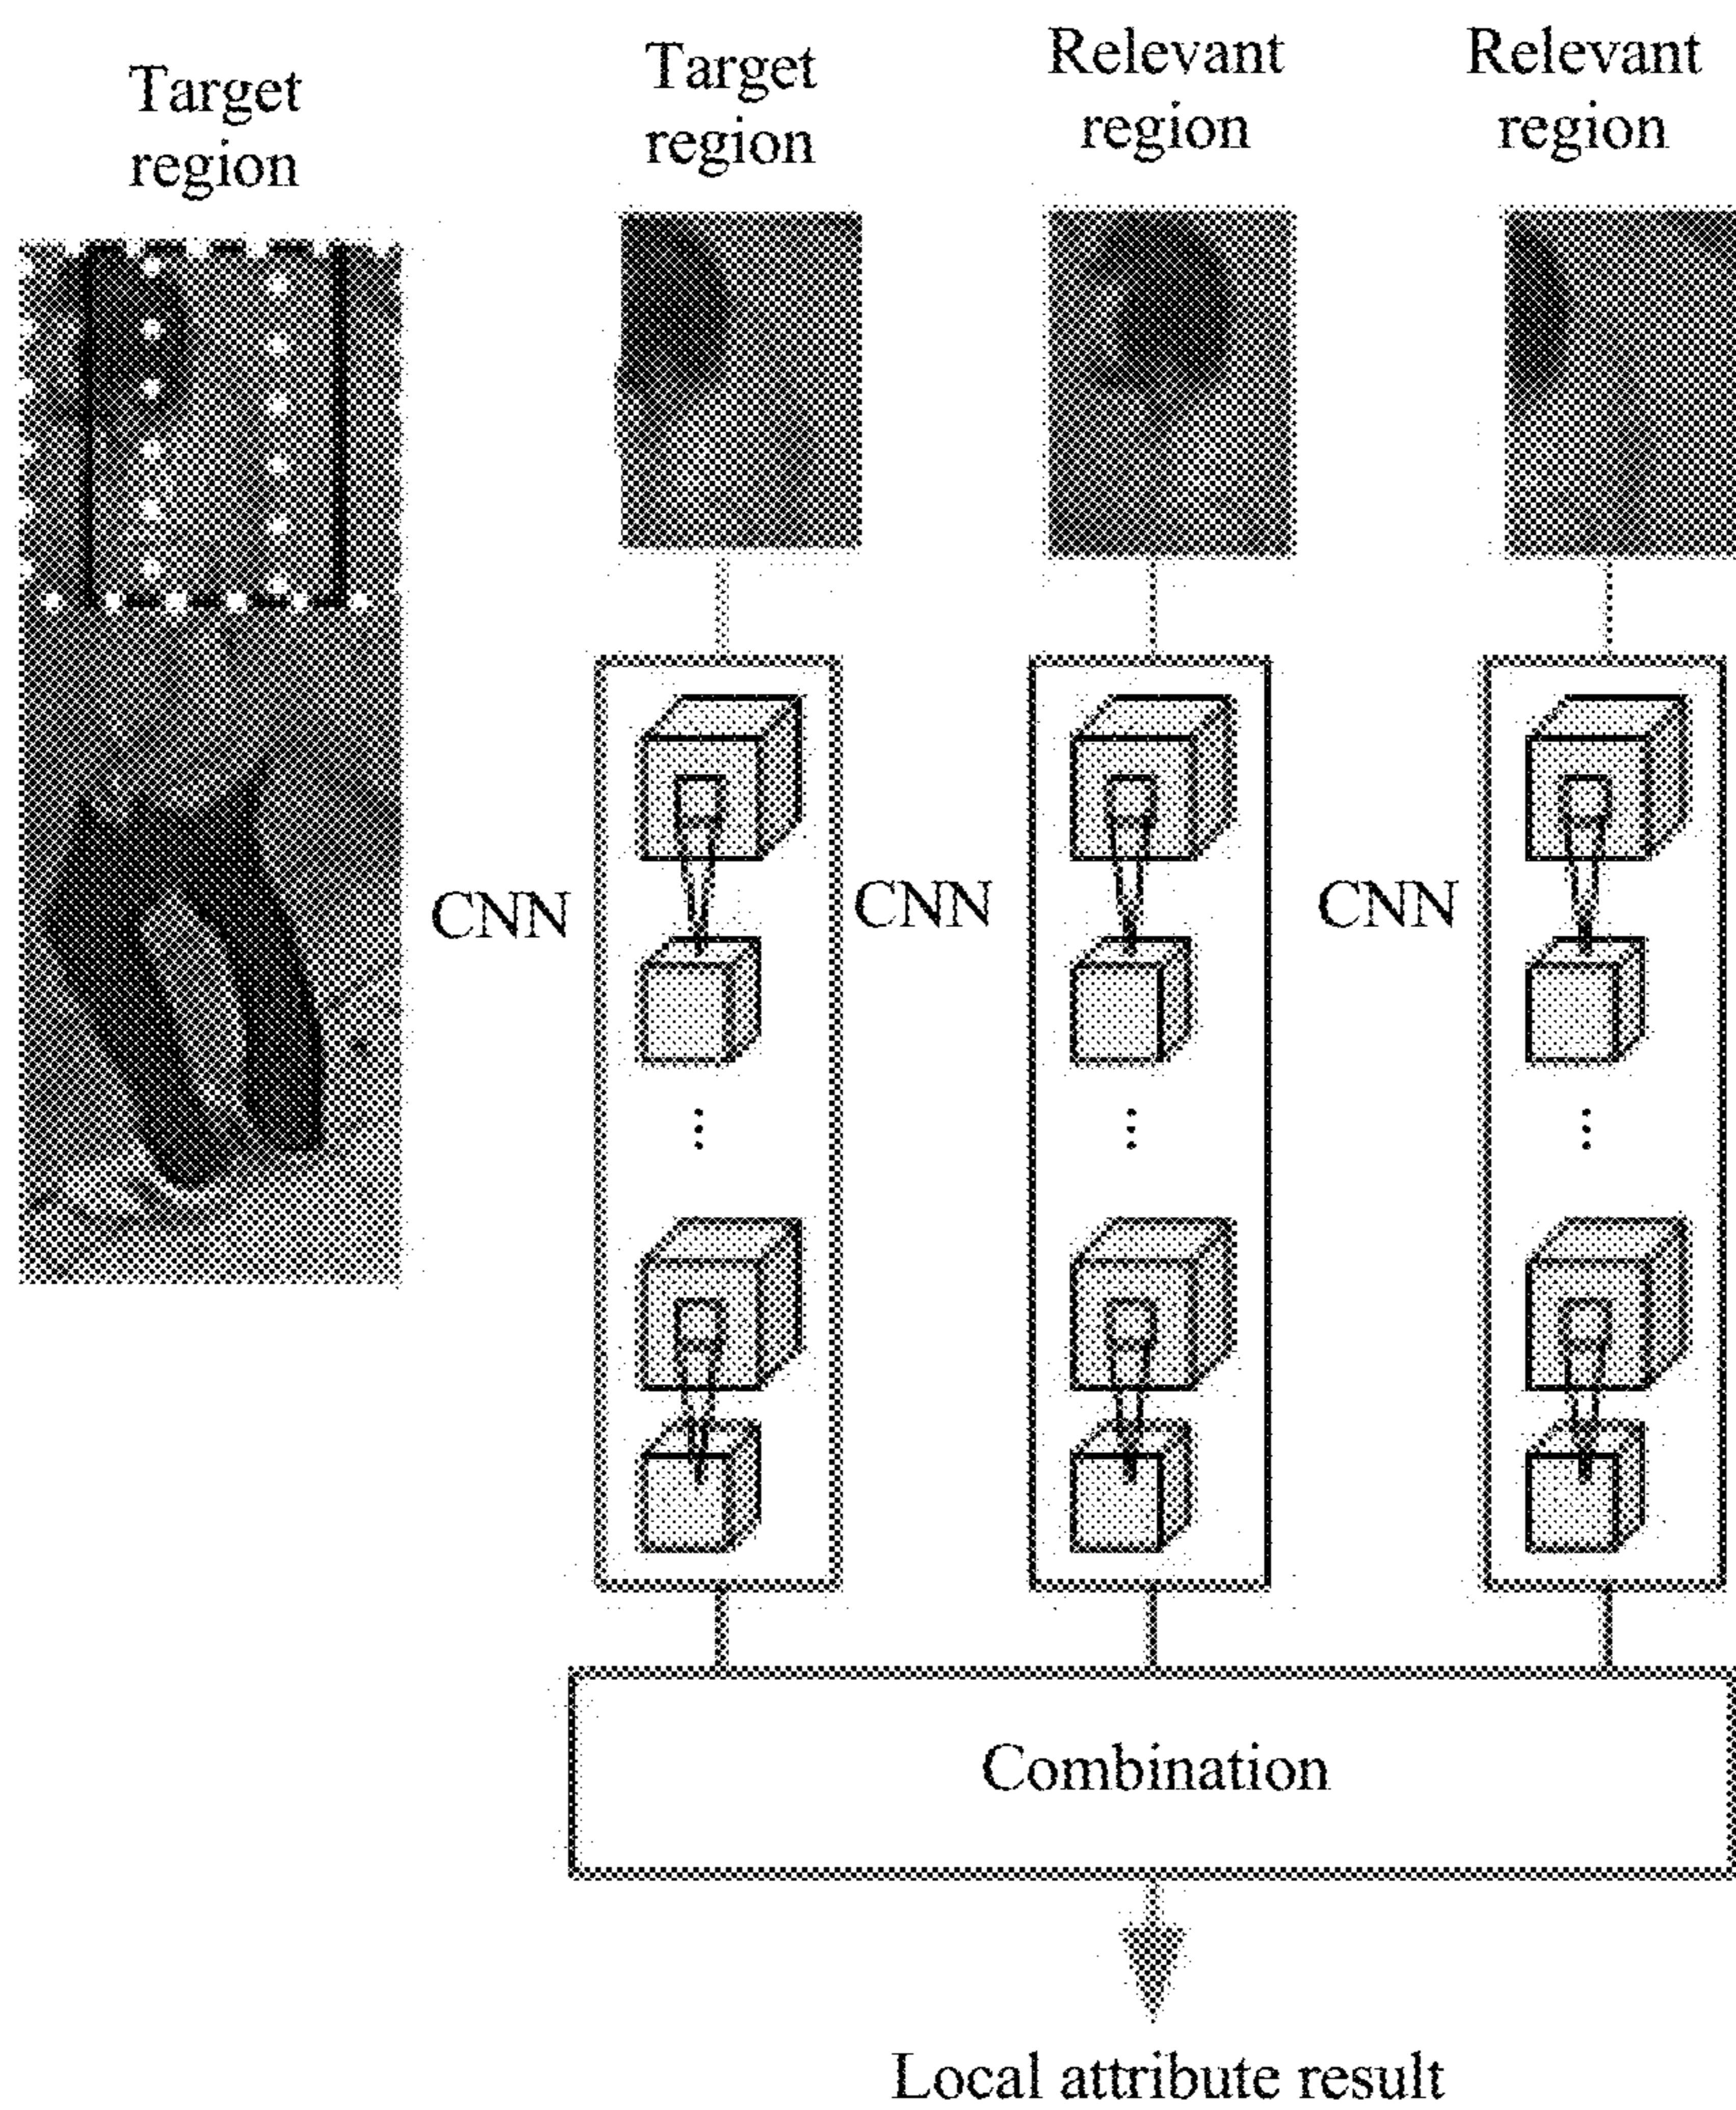 Target
region
Target
region
Relevant
region
Relevant
region
CNN
CNN
CNN
Combination
Local attribute result